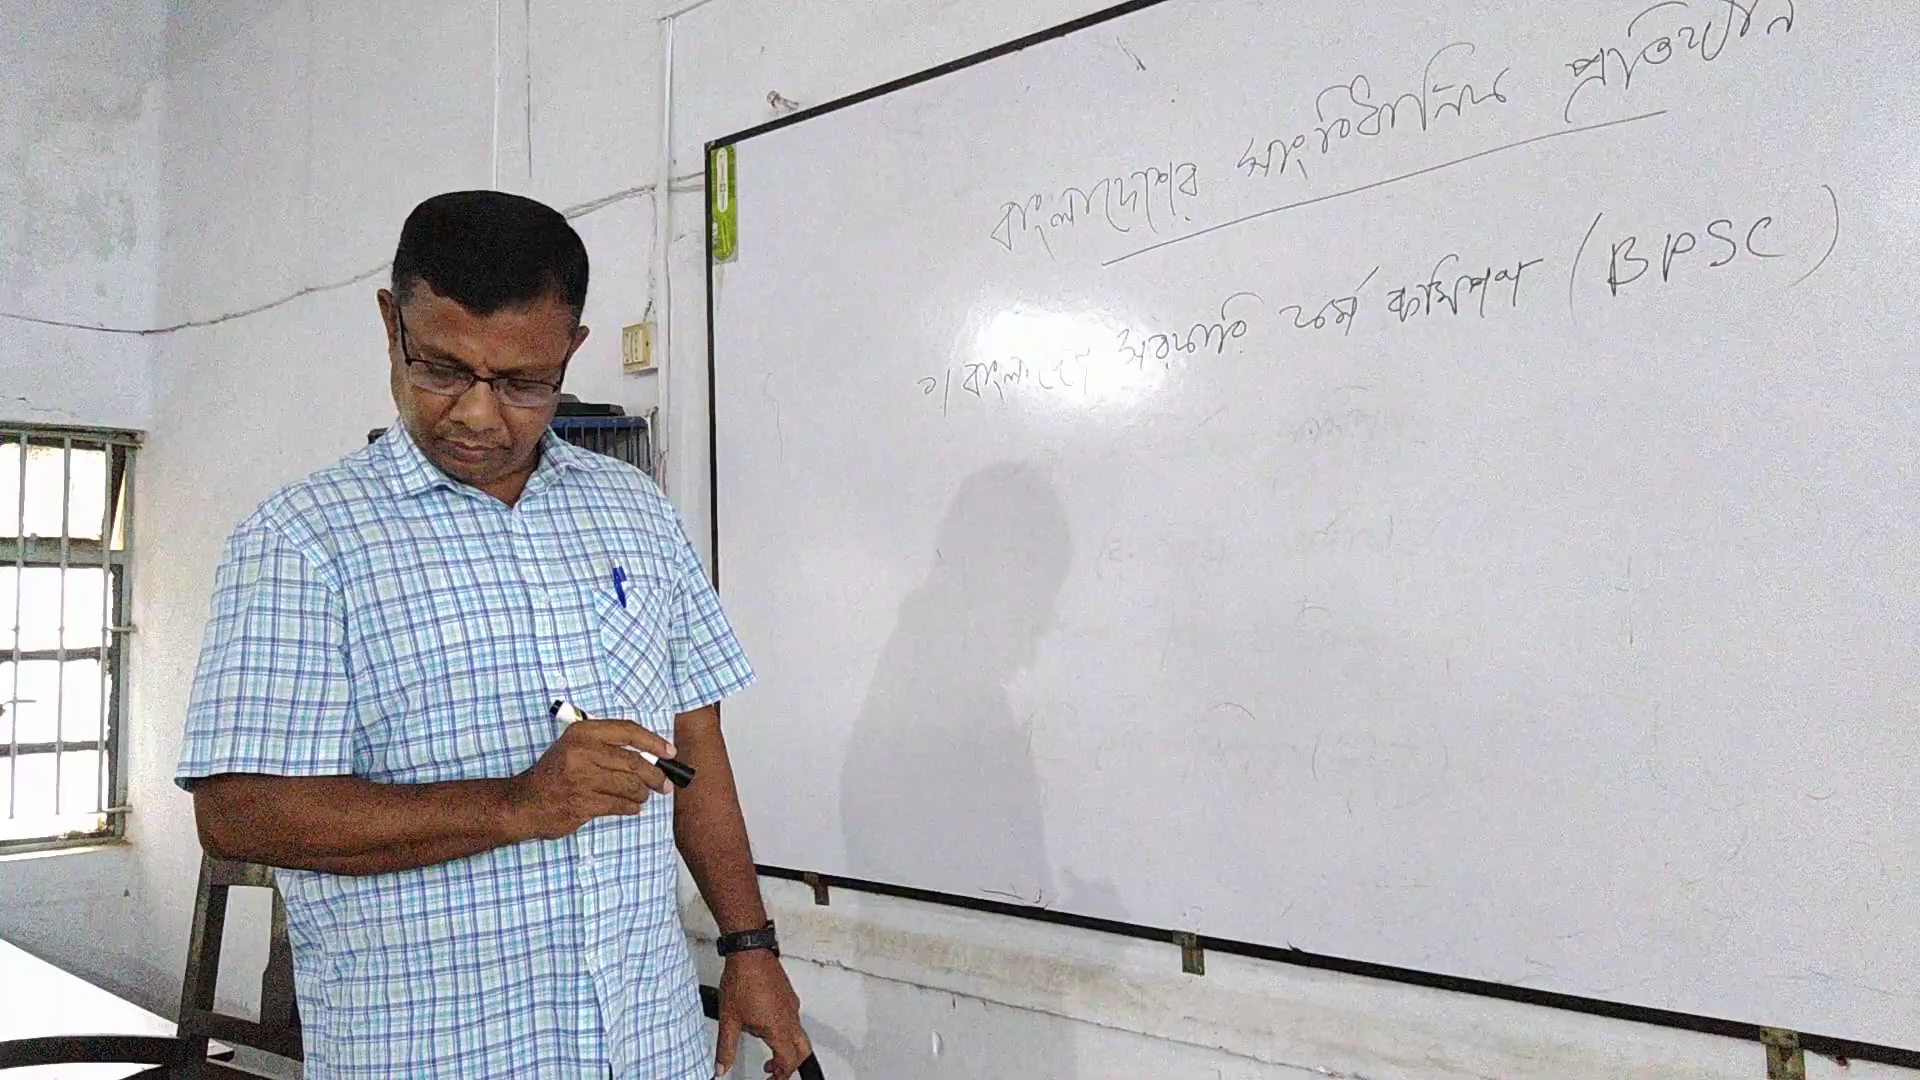 বাংলাদেশের সাংবিধানিক প্রতিষ্ঠান
১। বাংলাদেশ সরকারি কর্ম কমিশন (BPSC)